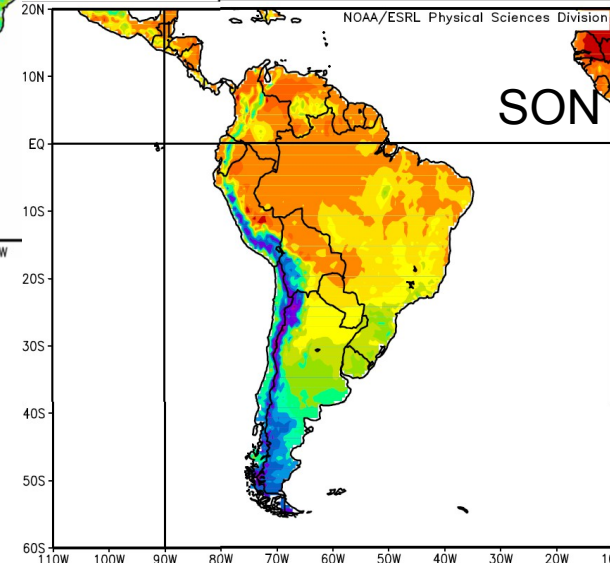 20N
NOAA/ESRL Physical Sciences Division
10N
SON
EQ
10S
W
20S
30S
40S
50S
60S
110W 100W 90W 80W 70W 60W 50W 40W 30W 20W 10